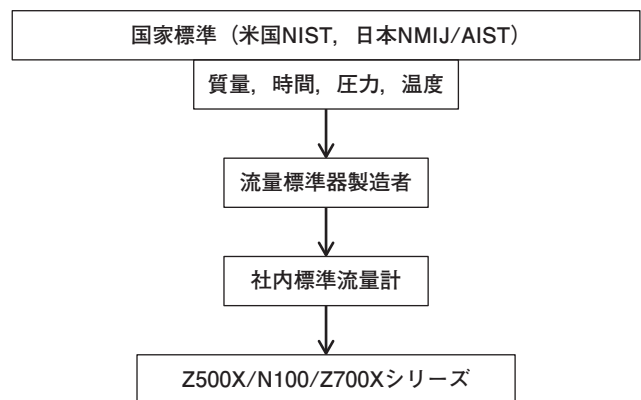 国家標準（米国NIST，日本NMIJ/AIST）
質量，時間，圧力，温度
流量標準器製造者
社内標準流量計
Z500X/N100/Z700Xシリーズ